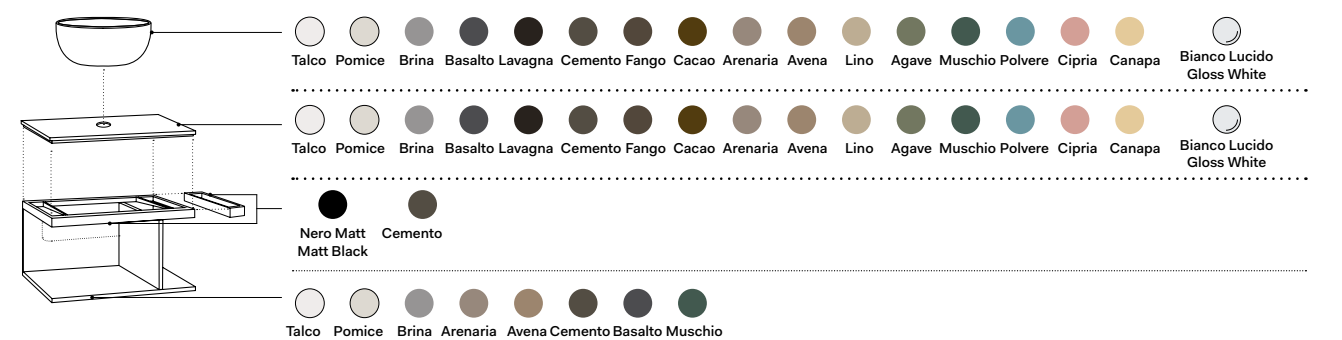 Talco Pomice Brina Basalto Lavagna Cemento Fango Cacao Arenaria Avena Lino Agave Muschio Polvere Cipria Canapa Bianco Lucido
Gloss White
Talco Pomice Brina Basalto Lavagna Cemento Fango Cacao Arenaria Avena Lino Agave Muschio Polvere Cipria Canapa Bianco Lucido
Gloss White
Nero Matt Cemento
Matt Black
Talco Pomice Brina Arenaria Avena Cemento Basalto Muschio